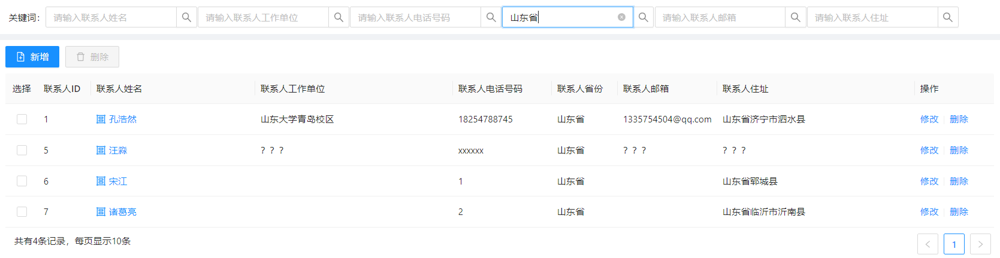 关键词： 请输入联系人姓名 请输入联系人工作单位 请输入联系人电话号码 山东省 请输入联系人邮箱 请输入联系人住址
新增 删除
选择 联系人ID 联系人姓名 联系人工作单位 联系人电话号码 联系人省份 联系人邮箱 联系人住址 操作
1 孔浩然 山东大学青岛校区 18254788745 山东省 1335754504@qq.com 山东省济宁市泗水县 修改 删除
5 汪淼 ？？？ xxxxxx 山东省 ？？？ ？？？ 修改 删除
6 宋江 1 山东省 山东省郓城县 修改 删除
7 诸葛亮 2 山东省 山东省临沂市沂南县 修改 删除
共有4条记录，每页显示10条 1